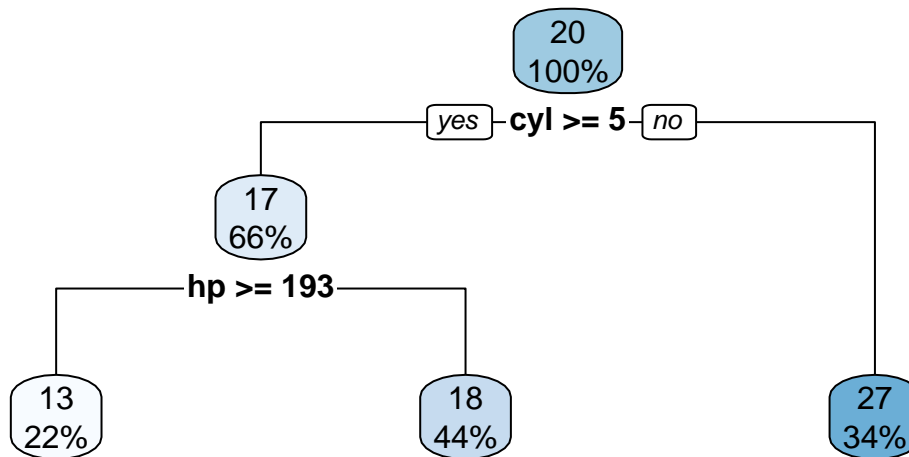 20
100%
yes cyl >= 5 no
17
66%
hp >= 193
13 18 27
22% 44% 34%